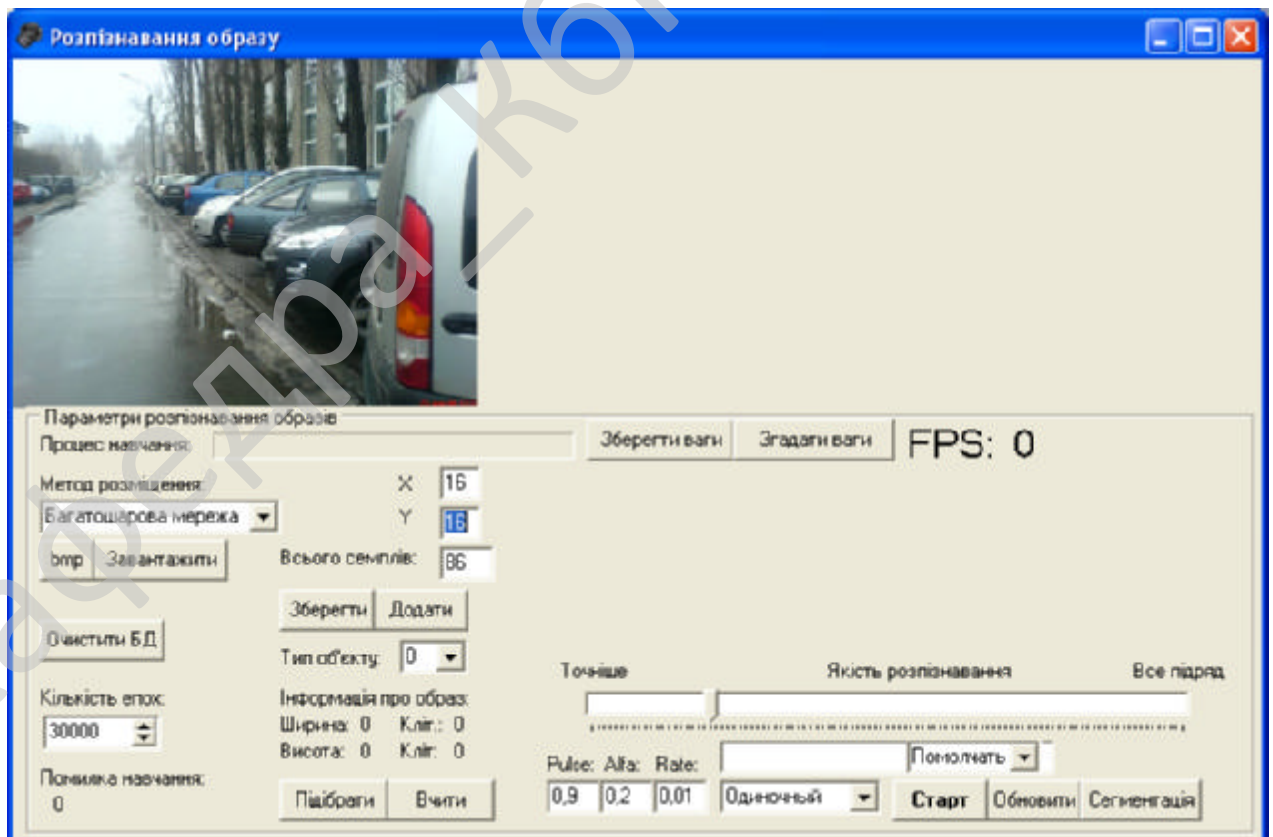 Розпізнавання образу
Параметри розпізнавання образів
Процес навчання:
Зберегти ваги
Згадати ваги
FPS: 0
Метод розміщення:
X 16
Багатошарова мережа
Y 16
bmp
Завантажити
Всього семплів: 86
Зберегти
Додати
Очистити БД
Тип об'єкту: 0
Точніше
Якість розпізнавання
Все підряд
Кількість епох:
Інформація про образ:
30000
Ширина: 0 Кліт.: 0
Висота: 0 Кліт: 0
Pulse: Alfa: Rate:
Помолчать
Помилка навчання:
0
Підібрати
Вчити
0,9
0,2
0,01
Одиночный
Старт
Обновити
Сегментація